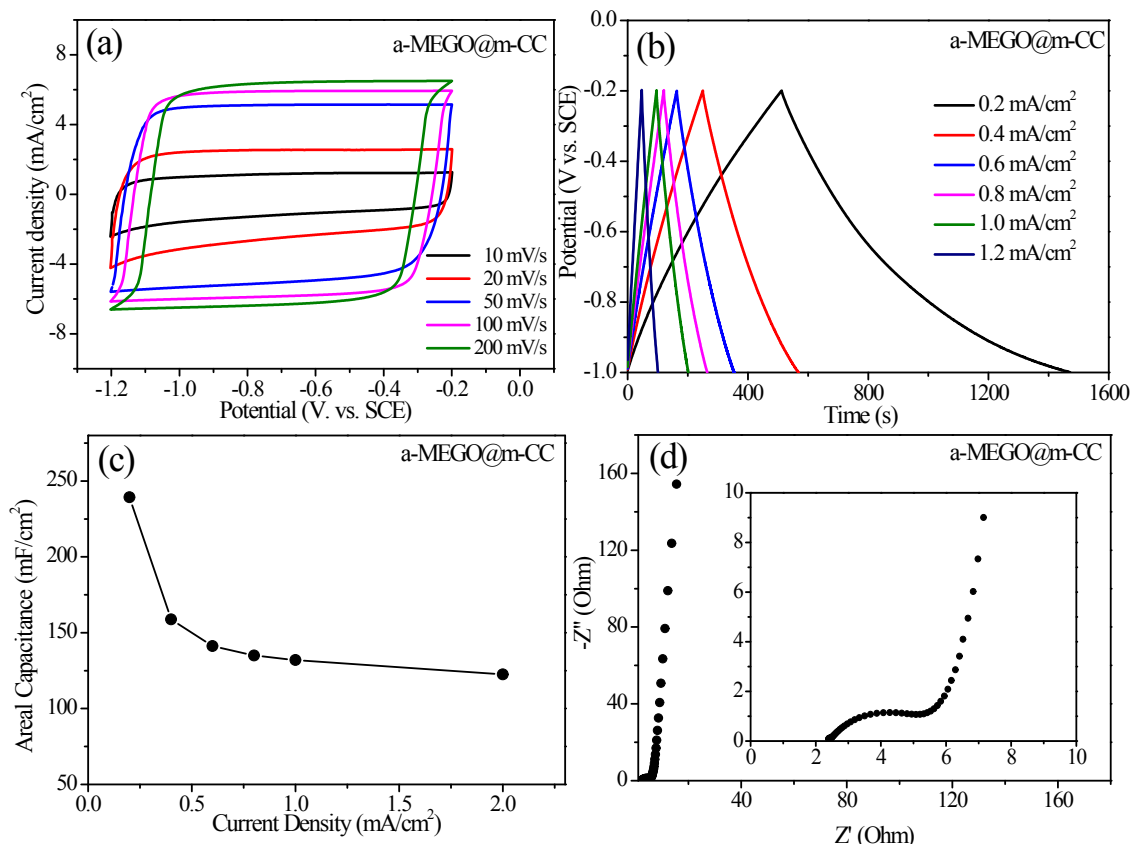 (a)
a-MEGO@m-CC
Current density (mA/cm²)
8
4
0
-4
-8
10 mV/s
20 mV/s
50 mV/s
100 mV/s
200 mV/s
-1.2 -1.0 -0.8 -0.6 -0.4 -0.2 0.0
Potential (V. vs. SCE)
(b)
a-MEGO@m-CC
Potential (V vs. SCE)
0.0
-0.2
-0.4
-0.6
-0.8
-1.0
0.2 mA/cm²
0.4 mA/cm²
0.6 mA/cm²
0.8 mA/cm²
1.0 mA/cm²
1.2 mA/cm²
0 400 800 1200 1600
Time (s)
(c)
a-MEGO@m-CC
Areal Capacitance (mF/cm²)
250
200
150
100
50
0.0 0.5 1.0 1.5 2.0
Current Density (mA/cm²)
(d)
a-MEGO@m-CC
-Z'' (Ohm)
160
120
80
40
0
10
8
6
4
2
0
0 2 4 6 8 10
40 80 120 160
Z' (Ohm)